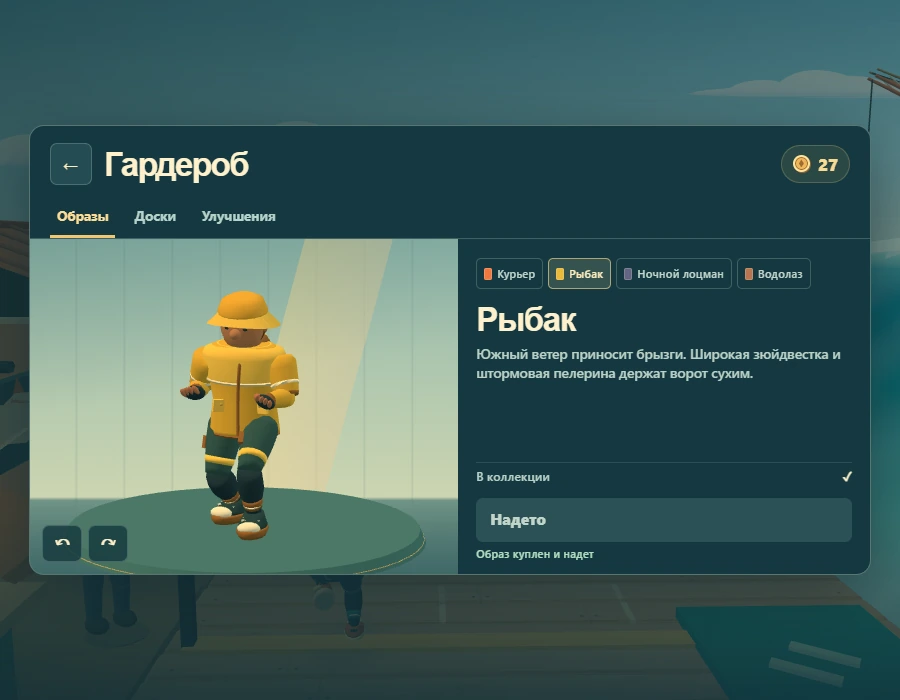 ←
Гардероб
27
Образы
Доски
Улучшения
Курьер
Рыбак
Ночной лоцман
Водолаз
Рыбак
Южный ветер приносит брызги. Широкая зюйдвестка и
штормовая пелерина держат ворот сухим.
В коллекции
✓
Надето
Образ куплен и надет